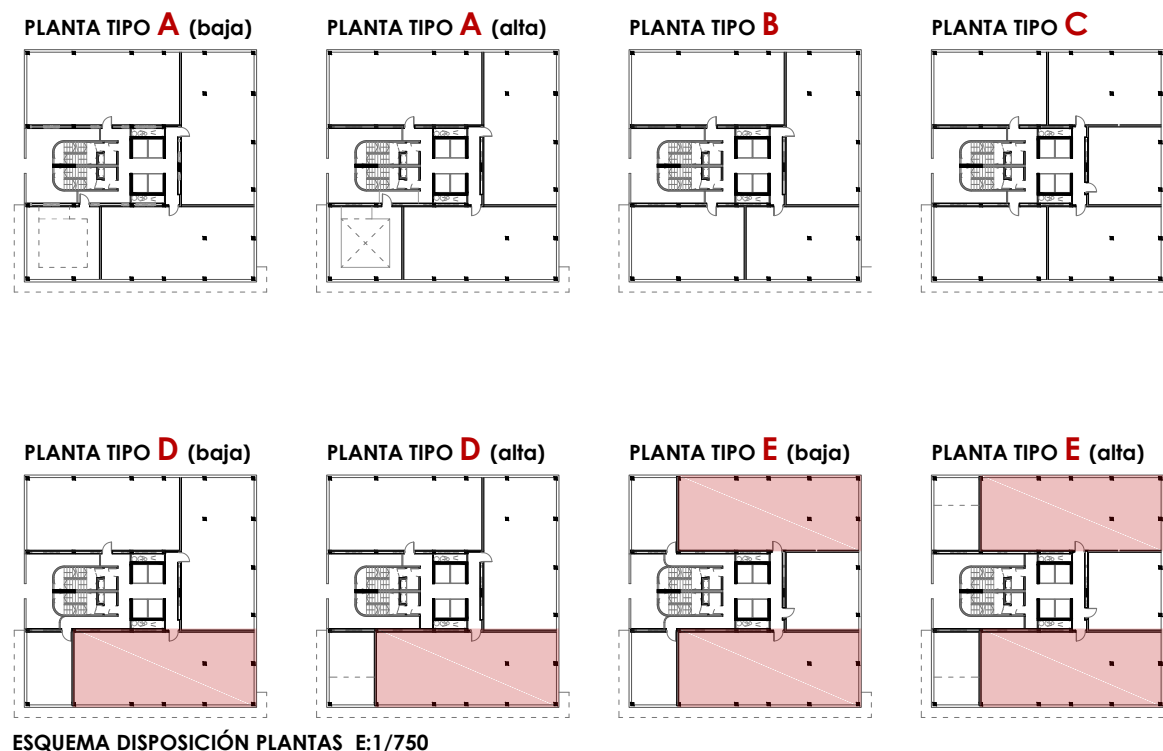 PLANTA TIPO A (baja)
PLANTA TIPO A (alta)
PLANTA TIPO B
PLANTA TIPO C
PLANTA TIPO D (baja)
PLANTA TIPO D (alta)
PLANTA TIPO E (baja)
PLANTA TIPO E (alta)
ESQUEMA DISPOSICIÓN PLANTAS E:1/750